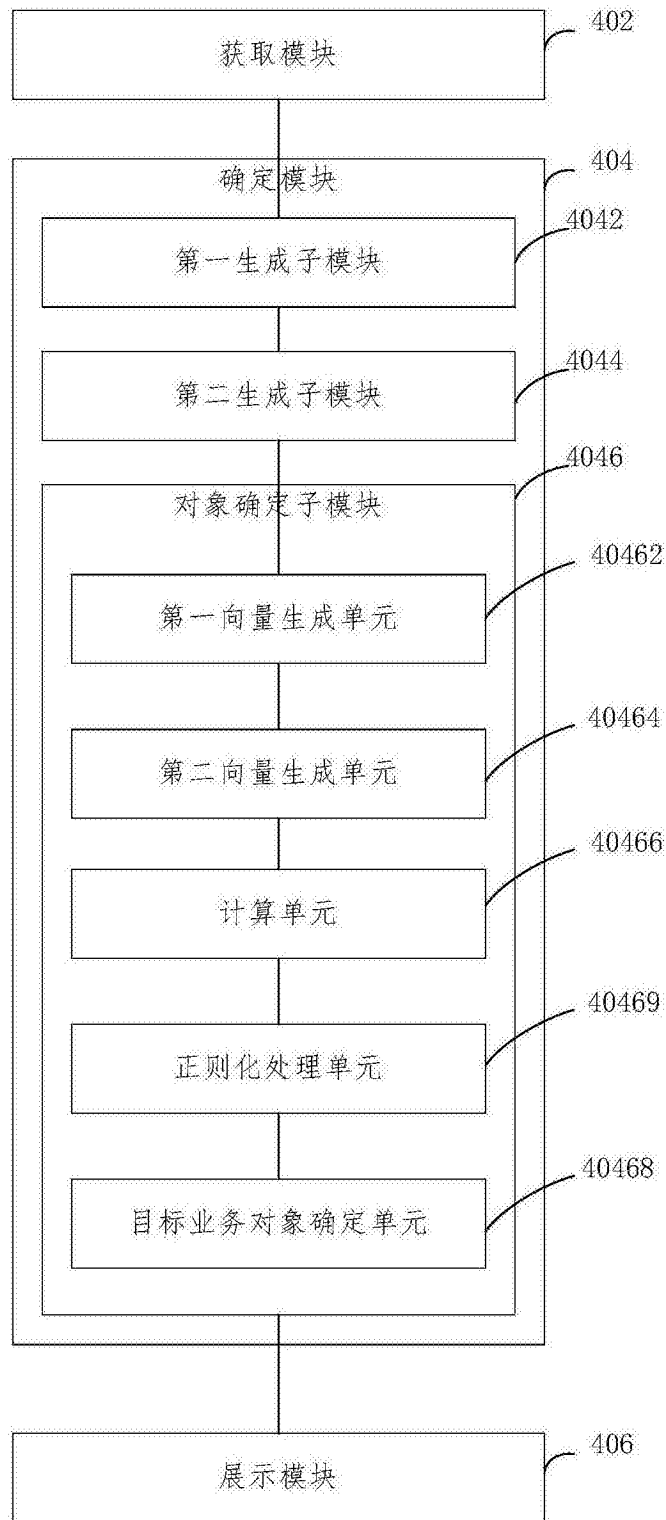 402
获取模块
404
确定模块
4042
第一生成子模块
4044
第二生成子模块
4046
对象确定子模块
40462
第一向量生成单元
40464
第二向量生成单元
40466
计算单元
40469
正则化处理单元
40468
目标业务对象确定单元
406
展示模块